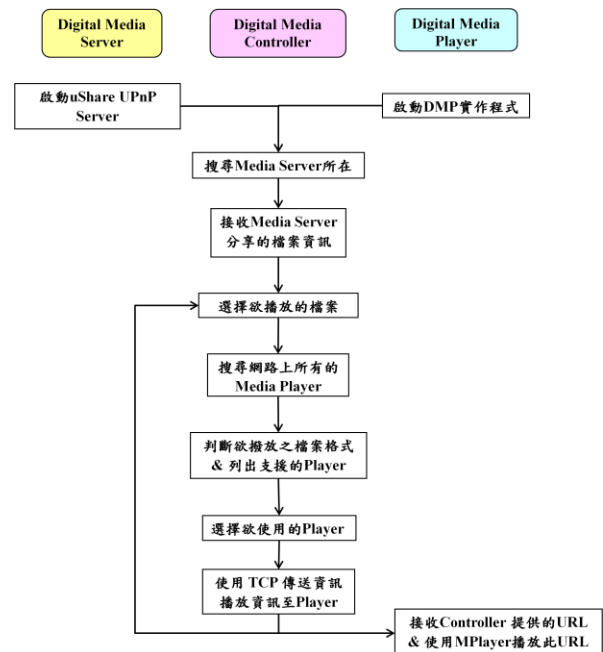 Digital Media
Server
Digital Media
Controller
Digital Media
Player
啟動uShare UPnP
Server
啟動DMP實作程式
搜尋Media Server所在
接收Media Server
分享的檔案資訊
選擇欲播放的檔案
搜尋網路上所有的
Media Player
判斷欲撥放之檔案格式
& 列出支援的Player
選擇欲使用的Player
使用 TCP 傳送資訊
播放資訊至Player
接收Controller 提供的URL
& 使用MPlayer播放此URL